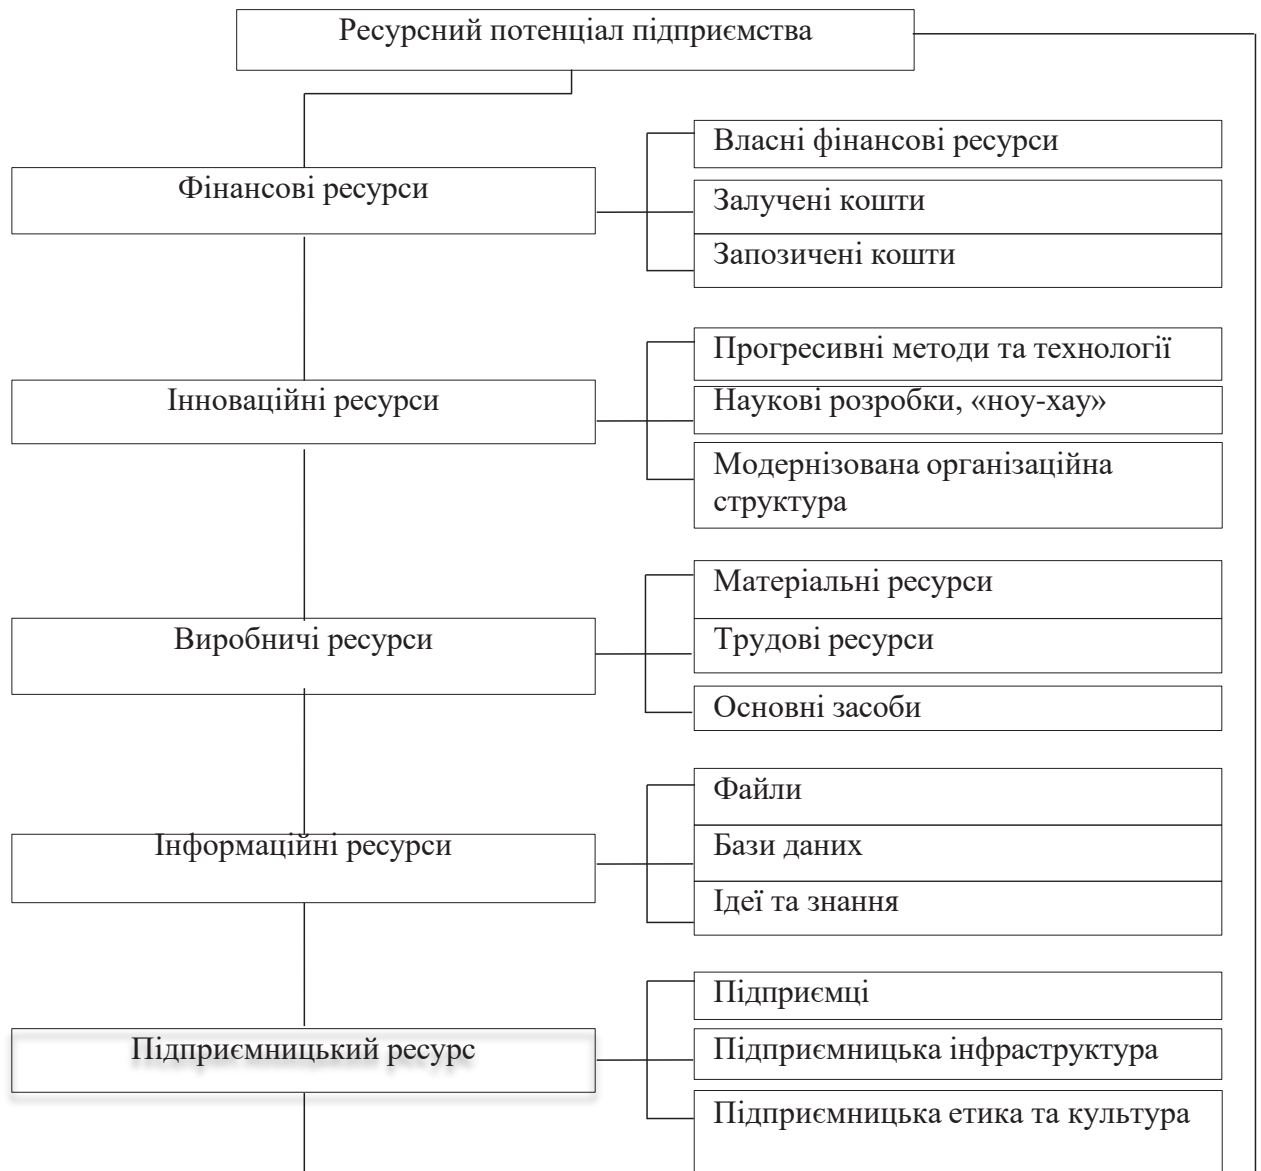 Ресурсний потенціал підприємства
Фінансові ресурси
Власні фінансові ресурси
Залучені кошти
Запозичені кошти
Інноваційні ресурси
Прогресивні методи та технології
Наукові розробки, «ноу-хау»
Модернізована організаційна
структура
Виробничі ресурси
Матеріальні ресурси
Трудові ресурси
Основні засоби
Інформаційні ресурси
Файли
Бази даних
Ідеї та знання
Підприємницький ресурс
Підприємці
Підприємницька інфраструктура
Підприємницька етика та культура